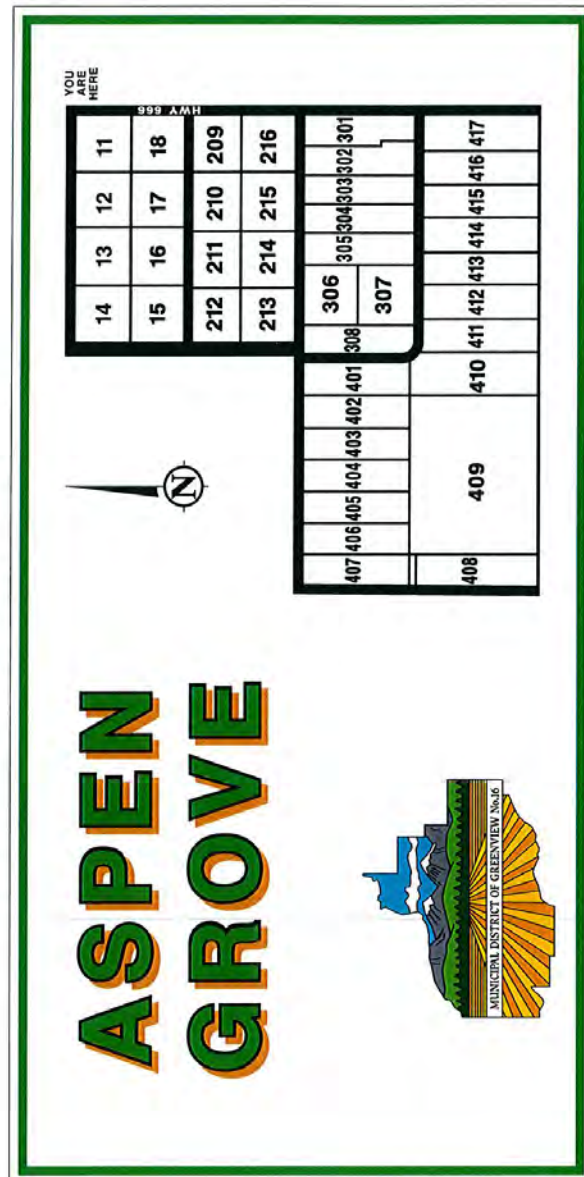 ASPEN
GROVE
N
YOU
ARE
HERE
HWY 666
14 13 12 11
15 16 17 18
212 211 210 209
213 214 215 216
306
407 406 405 404 403 402 401 308 305 304 303 302 301
307
408 409 410 411 412 413 414 415 416 417
MUNICIPAL DISTRICT OF GREENVIEW No.16